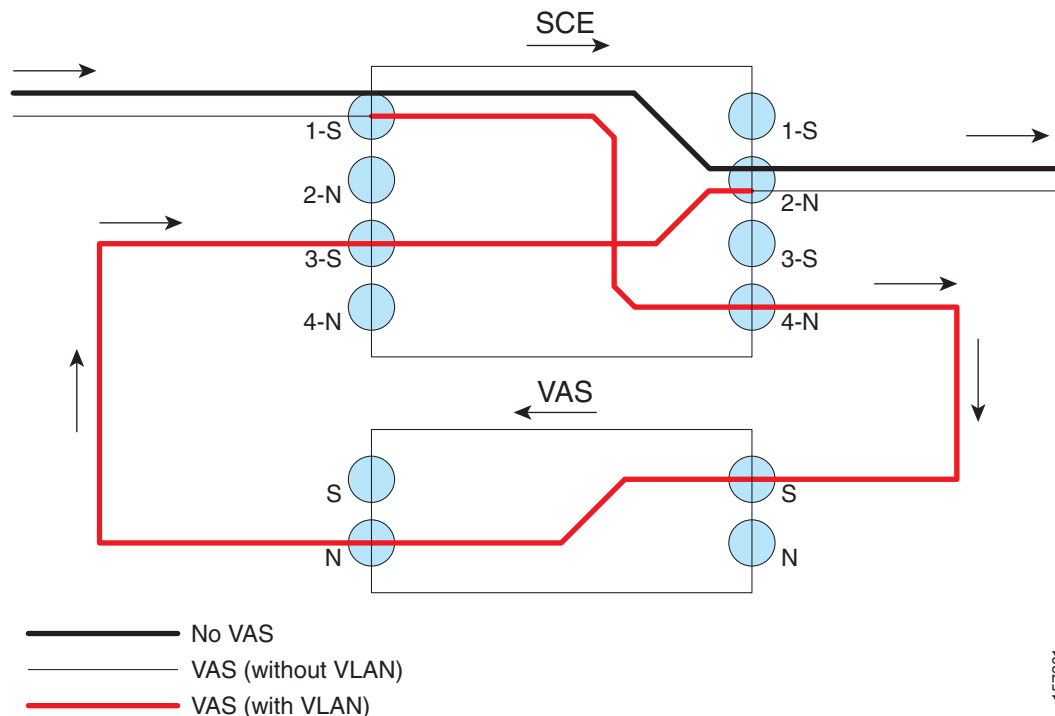 SCE
1-S
1-S
2-N
2-N
3-S
3-S
4-N
4-N
VAS
S
S
N
N
No VAS
VAS (without VLAN)
VAS (with VLAN)